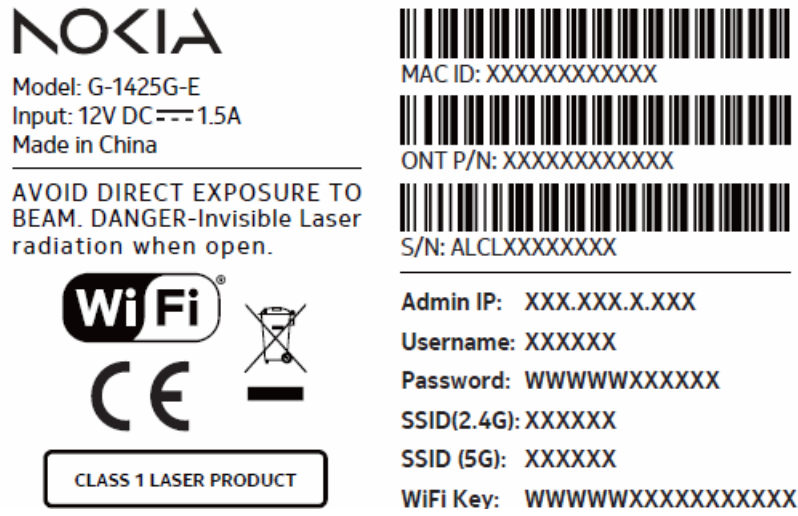 NOKIA
Model: G-1425G-E
Input: 12V DC⎓1.5A
Made in China
AVOID DIRECT EXPOSURE TO
BEAM. DANGER-Invisible Laser
radiation when open.
WiFi®
CE
CLASS 1 LASER PRODUCT
MAC ID: XXXXXXXXXXXX
ONT P/N: XXXXXXXXXXXX
S/N: ALCLXXXXXXXX
Admin IP: XXX.XXX.X.XXX
Username: XXXXXX
Password: WWWWWXXXXXX
SSID(2.4G): XXXXXX
SSID (5G): XXXXXX
WiFi Key: WWWWWXXXXXXXXXXX